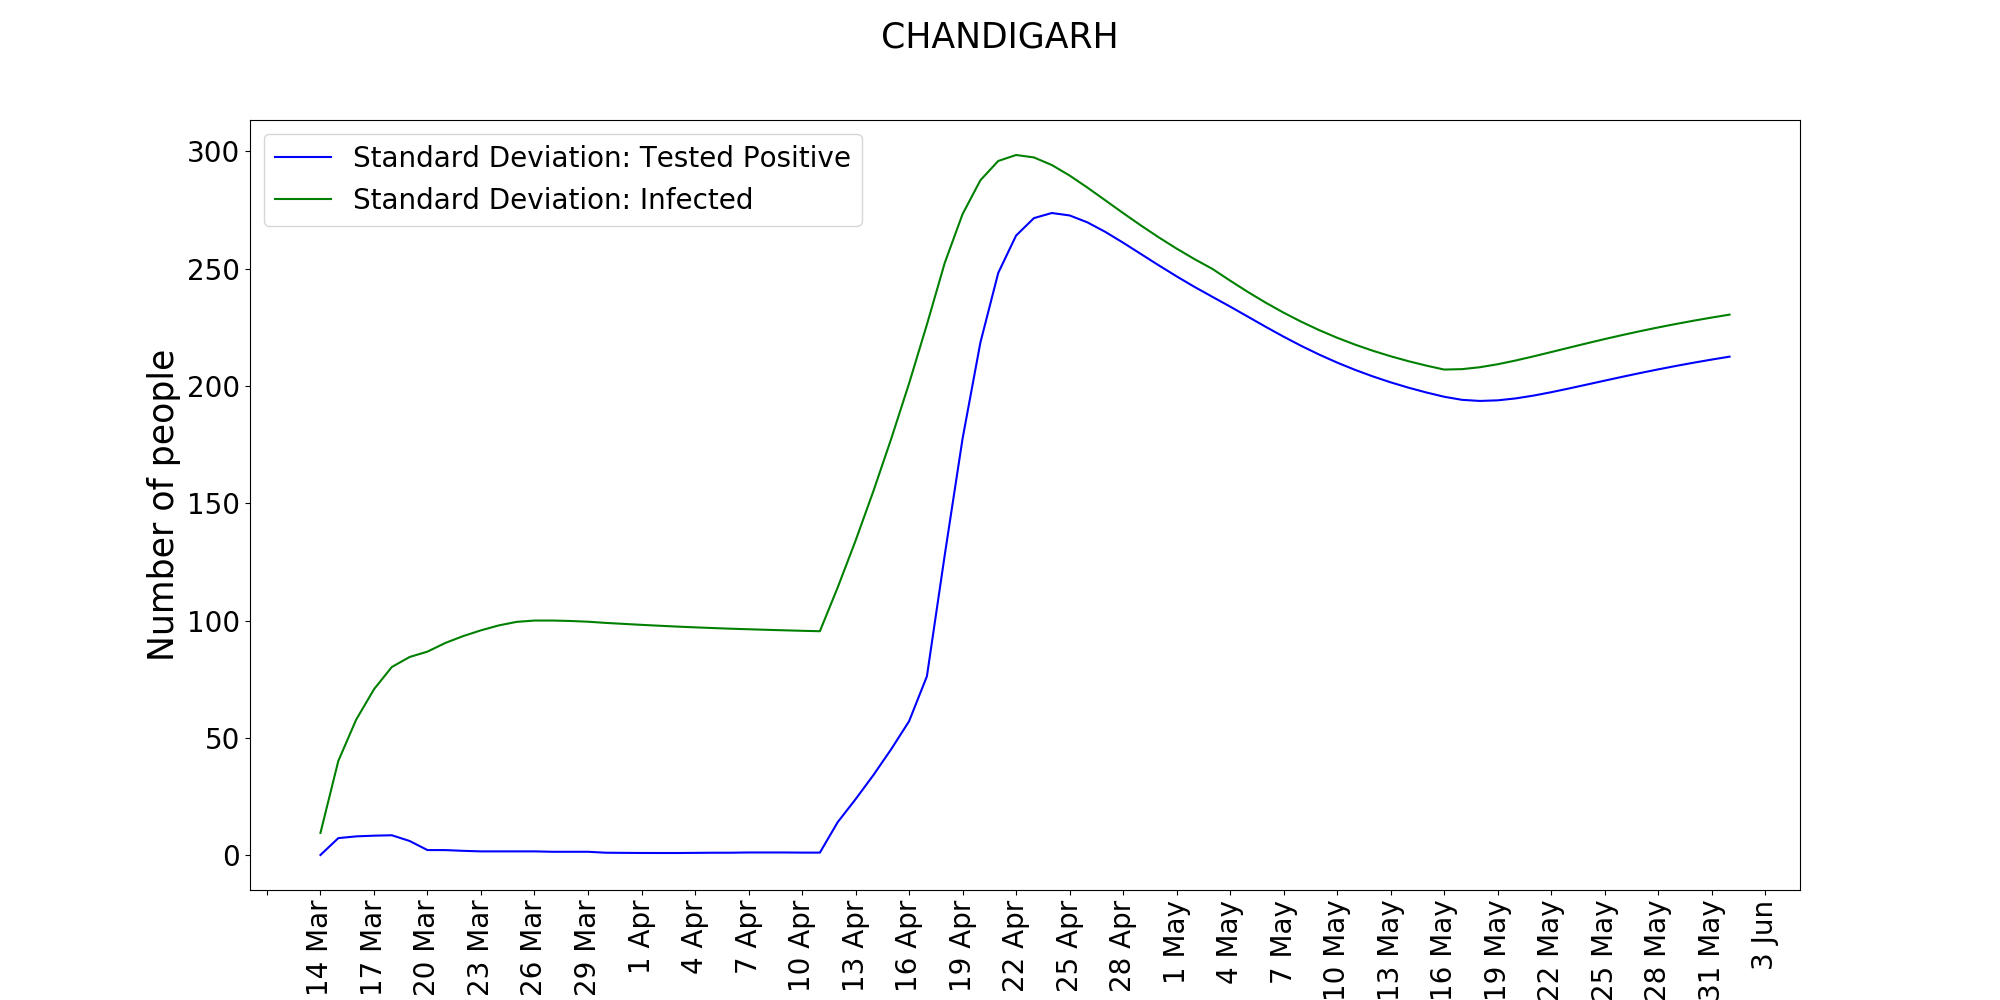 CHANDIGARH
Standard Deviation: Tested Positive
Standard Deviation: Infected
Number of people
300
250
200
150
100
50
0
14 Mar
17 Mar
20 Mar
23 Mar
26 Mar
29 Mar
1 Apr
4 Apr
7 Apr
10 Apr
13 Apr
16 Apr
19 Apr
22 Apr
25 Apr
28 Apr
1 May
4 May
7 May
10 May
13 May
16 May
19 May
22 May
25 May
28 May
31 May
3 Jun